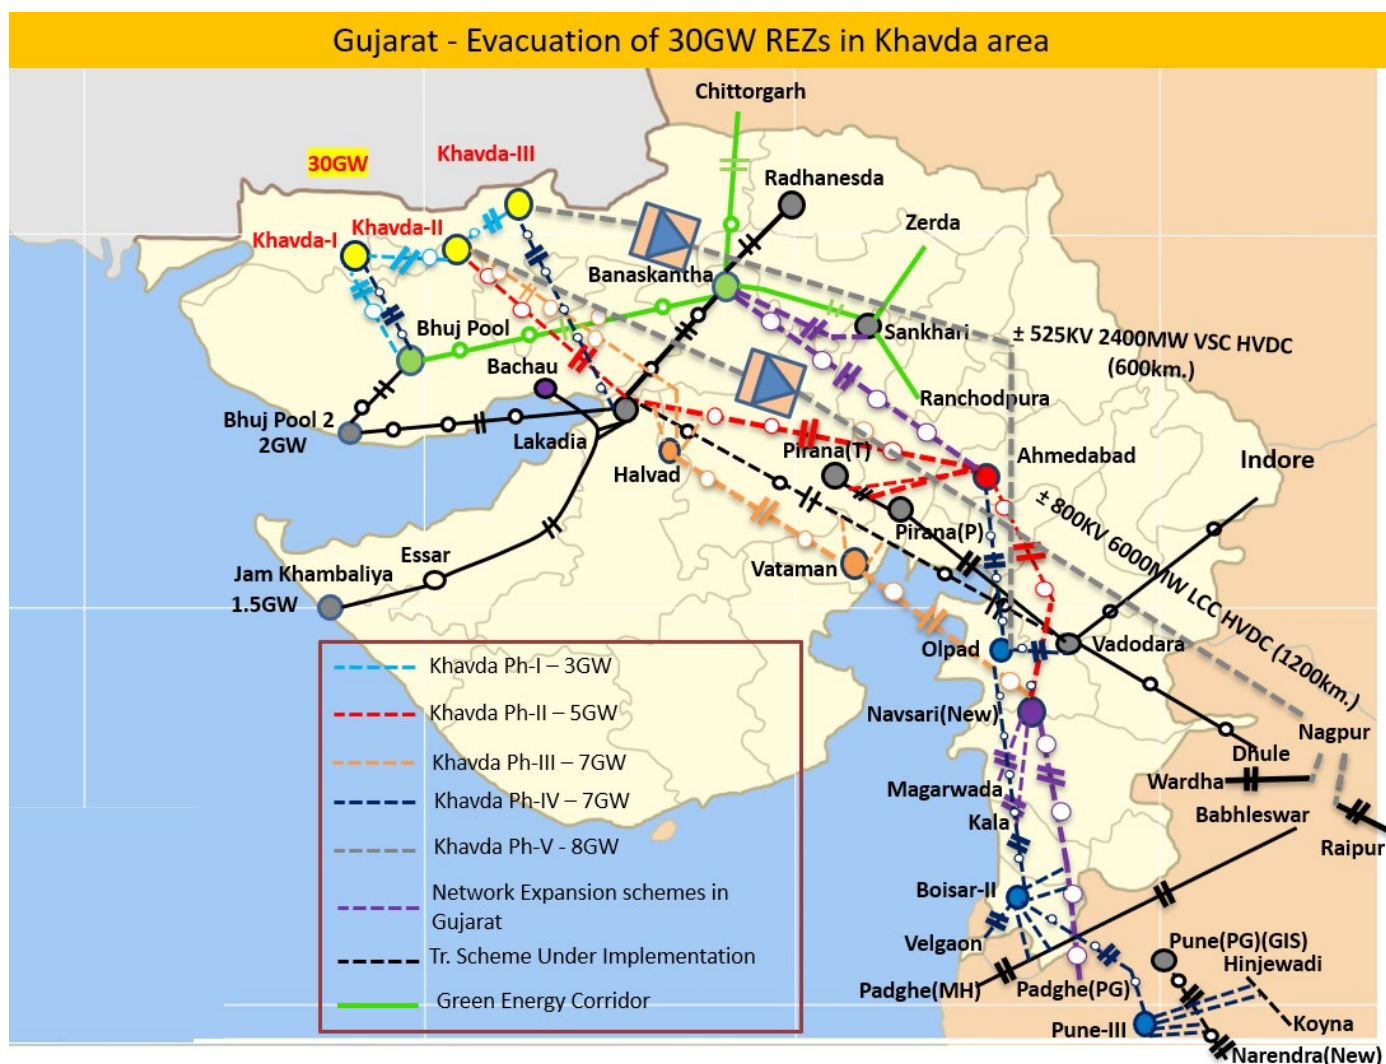 Gujarat - Evacuation of 30GW REZs in Khavda area
Chittorgarh
Khavda-III
30GW
Radhanesda
Khavda-II
Zerda
Khavda-I
Banaskantha
Bhuj Pool
Sankhari
± 525KV 2400MW VSC HVDC
(600km.)
Bachau
Ranchodpura
Bhuj Pool 2
2GW
Lakadia
Pirana(T)
Ahmedabad
Indore
Halvad
± 800KV 6000MW LCC HVDC (1200km.)
Pirana(P)
Essar
Vataman
Jam Khambaliya
1.5GW
Olpad
Vadodara
Khavda Ph-I – 3GW
Khavda Ph-II – 5GW
Khavda Ph-III – 7GW
Khavda Ph-IV – 7GW
Khavda Ph-V - 8GW
Network Expansion schemes in
Gujarat
Tr. Scheme Under Implementation
Green Energy Corridor
Navsari(New)
Nagpur
Dhule
Wardha
Magarwada
Babhleswar
Kala
Raipur
Boisar-II
Velgaon
Pune(PG)(GIS)
Hinjewadi
Padghe(MH)
Padghe(PG)
Pune-III
Koyna
Narendra(New)